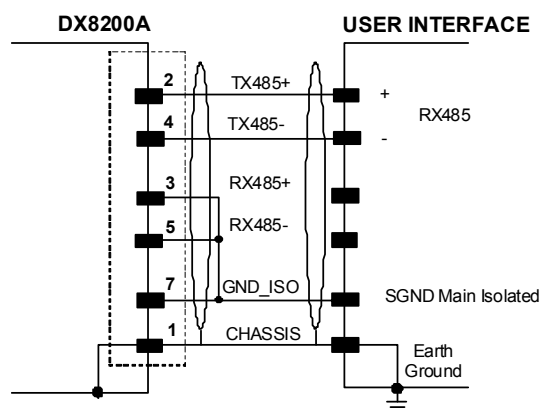 DX8200A USER INTERFACE
2 TX485+ +
RX485
4 TX485- -
3 RX485+
5 RX485-
7 GND_ISO SGND Main Isolated
1 CHASSIS Earth
Ground